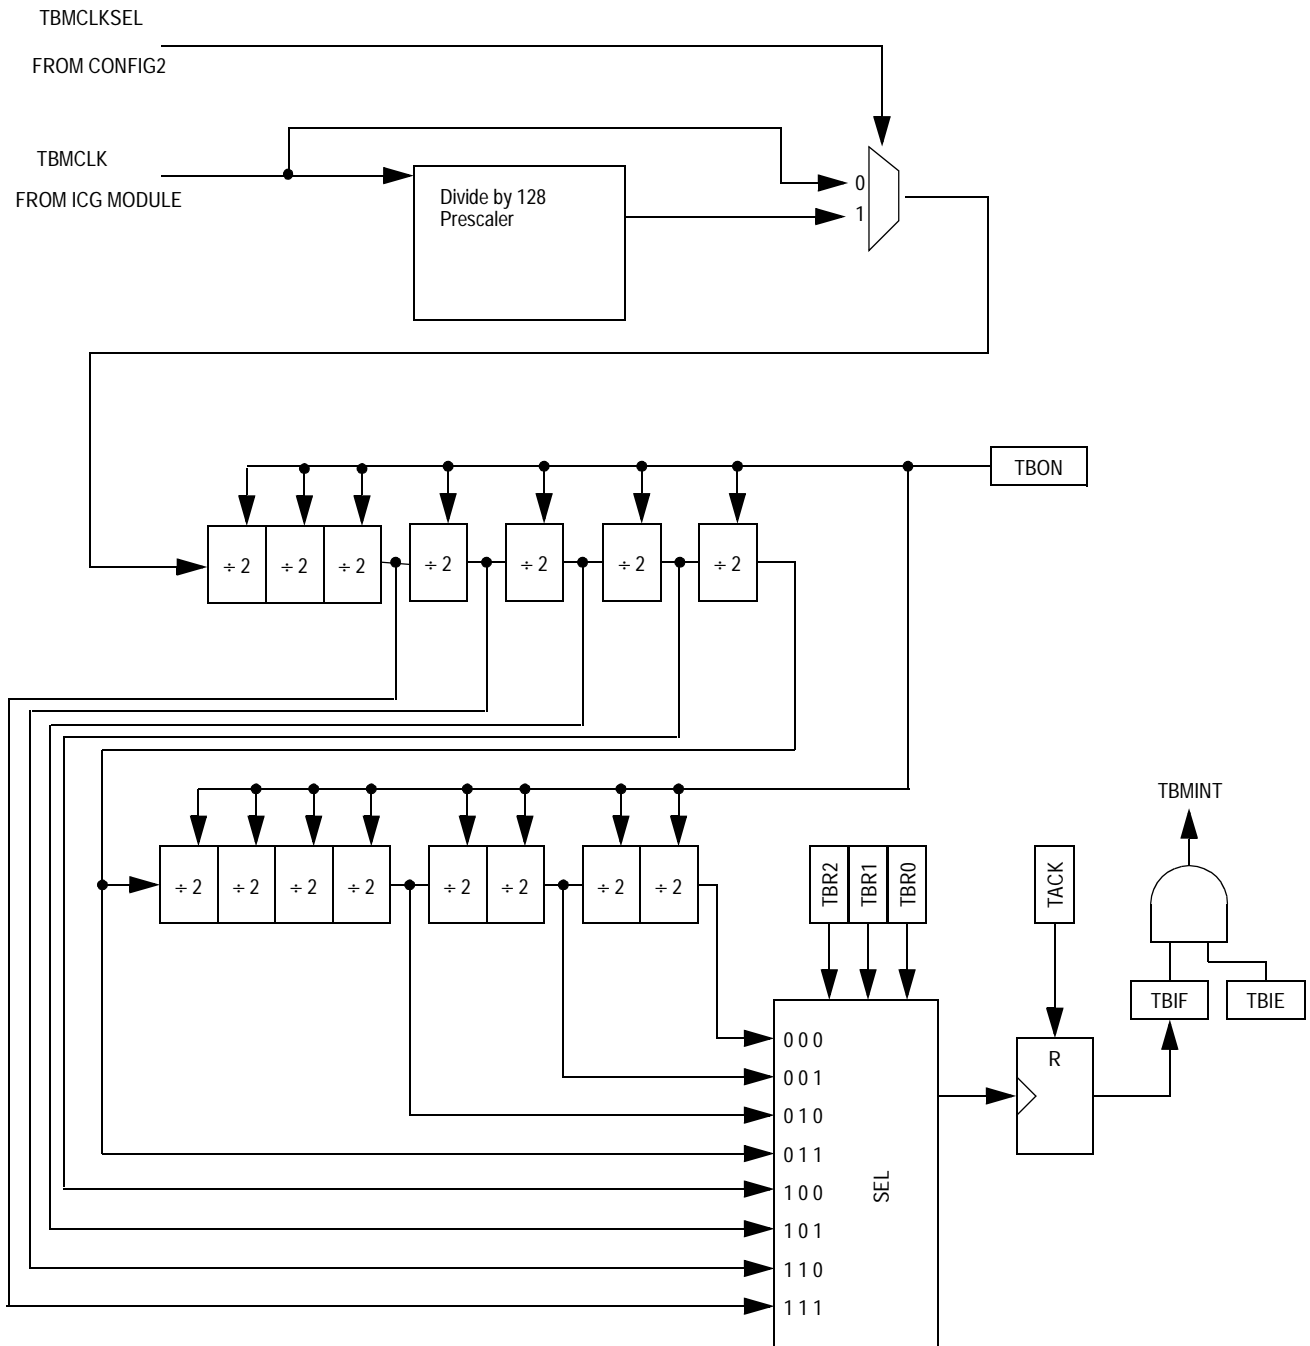 TBMCLKSEL
FROM CONFIG2
TBMCLK
FROM ICG MODULE
Divide by 128
Prescaler
0
1
TBON
÷ 2 ÷ 2 ÷ 2 ÷ 2 ÷ 2 ÷ 2 ÷ 2
÷ 2 ÷ 2 ÷ 2 ÷ 2 ÷ 2 ÷ 2 ÷ 2 ÷ 2
TBR2
TBR1
TBR0
TACK
TBMINT
TBIF
TBIE
R
SEL
0 0 0
0 0 1
0 1 0
0 1 1
1 0 0
1 0 1
1 1 0
1 1 1